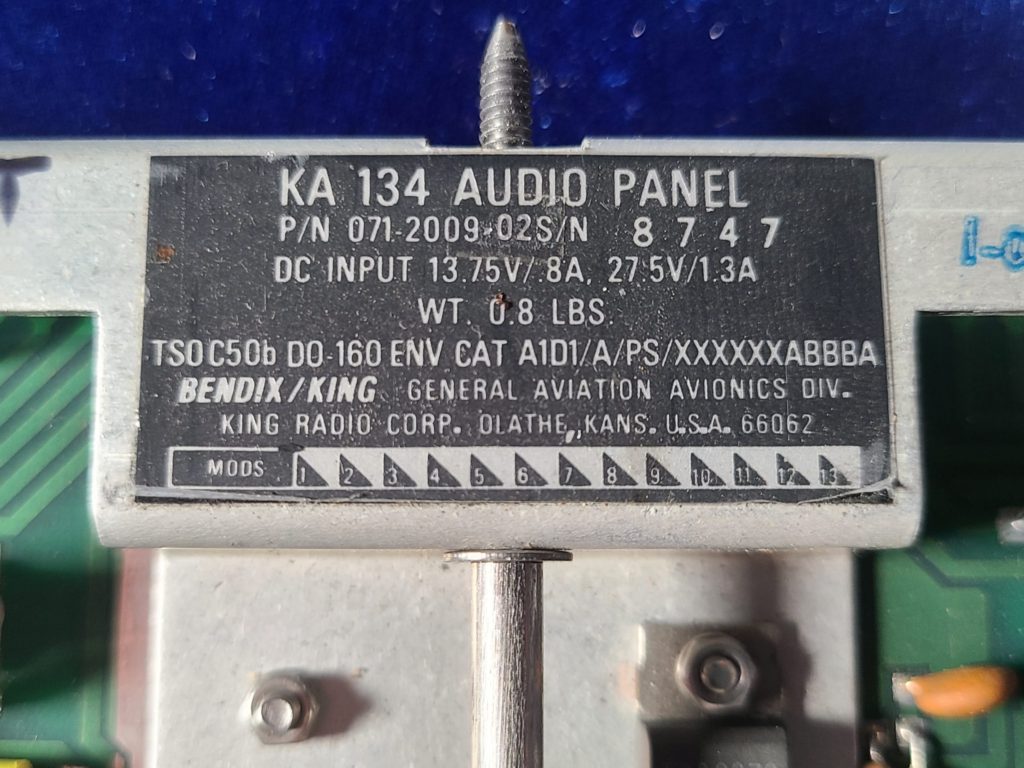 KA 134 AUDIO PANEL
P/N 071-2009-02S/N 8747
DC INPUT 13.75V/.8A, 27.5V/1.3A
WT. 0.8 LBS.
TSO C50b DO-160 ENV CAT A1D1/A/PS/XXXXXXABBBA
BENDIX/KING GENERAL AVIATION AVIONICS DIV.
KING RADIO CORP. OLATHE, KANS. U.S.A. 66062
MODS 1 2 3 4 5 6 7 8 9 10 11 12 13